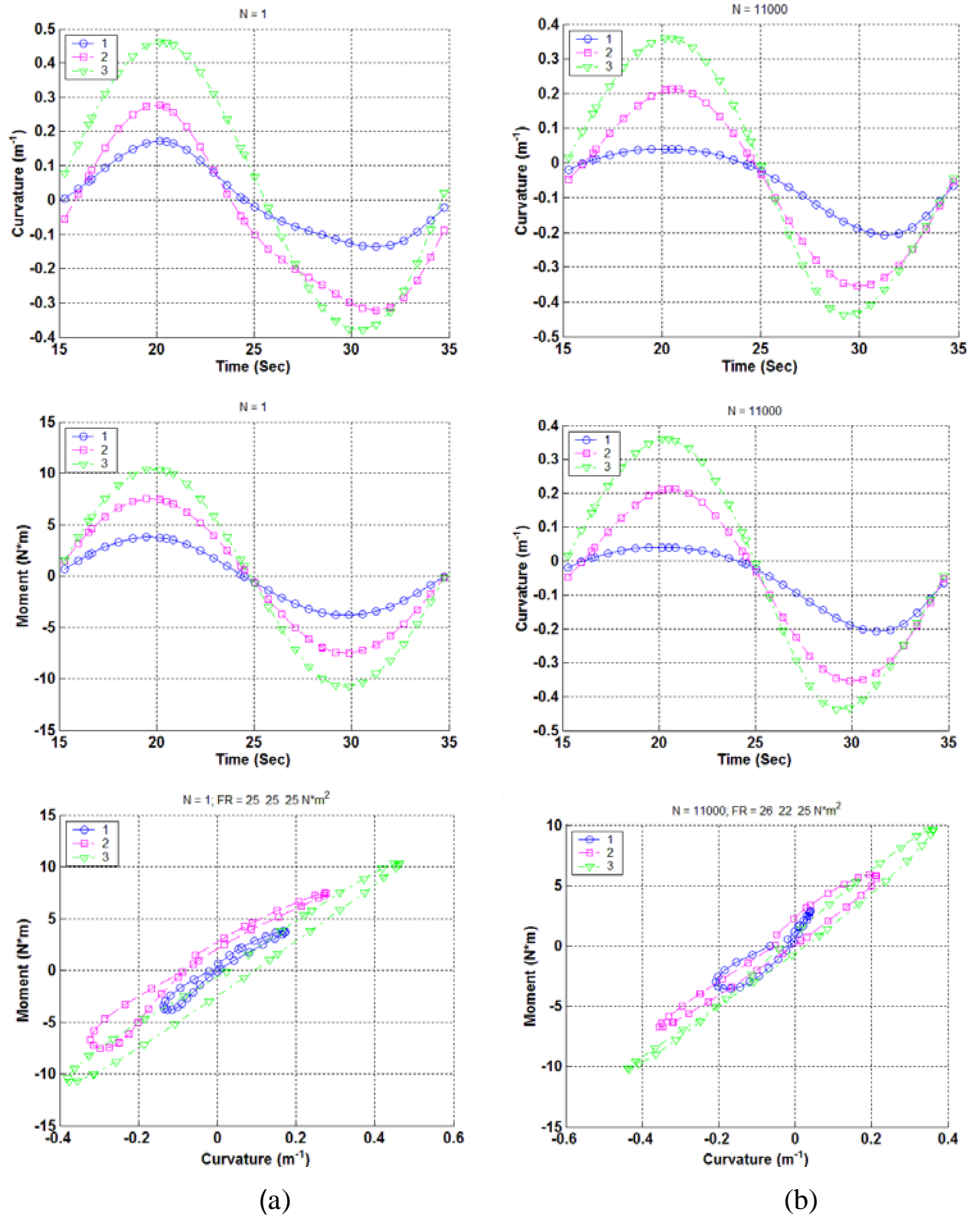 N = 1
1
2
3
0.5
0.4
0.3
0.2
0.1
0
-0.1
-0.2
-0.3
-0.4
Curvature (m⁻¹)
15 20 25 30 35
Time (Sec)
N = 11000
1
2
3
0.4
0.3
0.2
0.1
0
-0.1
-0.2
-0.3
-0.4
-0.5
Curvature (m⁻¹)
15 20 25 30 35
Time (Sec)
N = 1
1
2
3
15
10
5
0
-5
-10
-15
Moment (N*m)
15 20 25 30 35
Time (Sec)
N = 11000
1
2
3
0.4
0.3
0.2
0.1
0
-0.1
-0.2
-0.3
-0.4
-0.5
Curvature (m⁻¹)
15 20 25 30 35
Time (Sec)
N = 1; FR = 25 25 25 N*m²
1
2
3
15
10
5
0
-5
-10
-15
Moment (N*m)
-0.4 -0.2 0 0.2 0.4 0.6
Curvature (m⁻¹)
N = 11000; FR = 26 22 25 N*m²
1
2
3
10
5
0
-5
-10
-15
Moment (N*m)
-0.6 -0.4 -0.2 0 0.2 0.4
Curvature (m⁻¹)
(a)
(b)